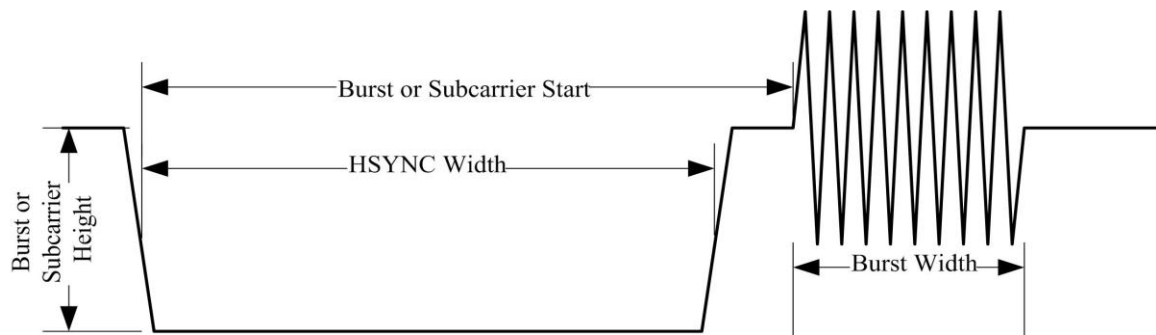 Burst or Subcarrier Start
HSYNC Width
Burst or
Subcarrier
Height
Burst Width